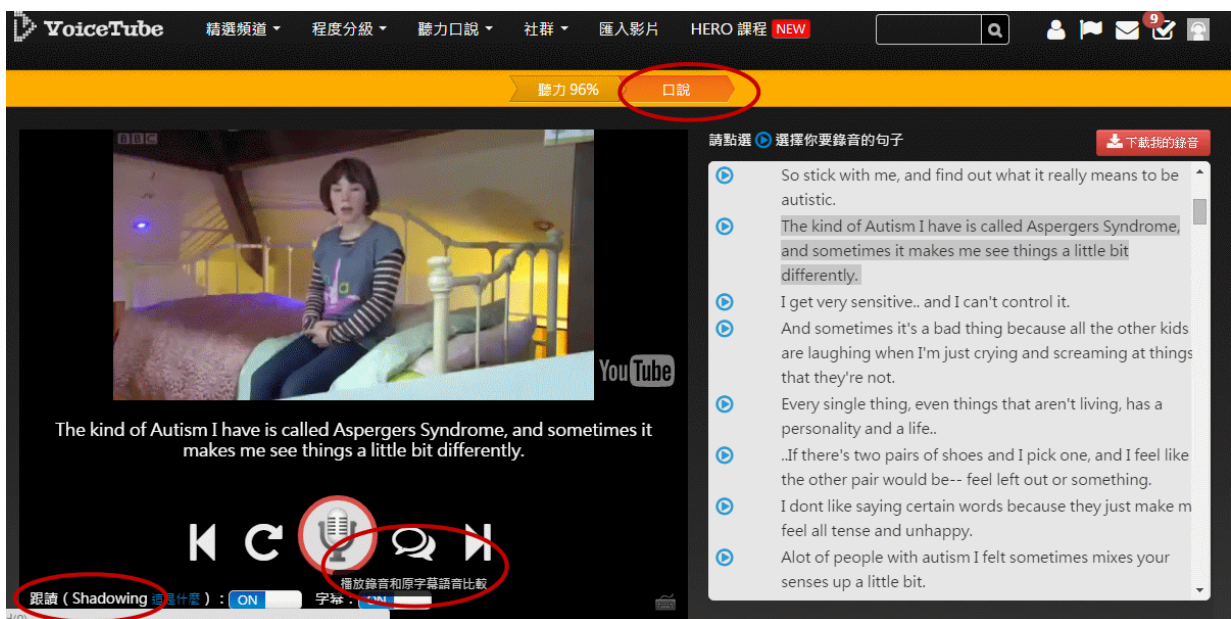 VoiceTube 精選頻道 程度分級 聽力口說 社群 匯入影片 HERO 課程 NEW 9
聽力 96% 口說
BBC
請點選 選擇你要錄音的句子 下載我的錄音
So stick with me, and find out what it really means to be
autistic.
The kind of Autism I have is called Aspergers Syndrome,
and sometimes it makes me see things a little bit
differently.
I get very sensitive.. and I can't control it.
And sometimes it's a bad thing because all the other kids
are laughing when I'm just crying and screaming at things
that they're not.
Every single thing, even things that aren't living, has a
personality and a life..
..If there's two pairs of shoes and I pick one, and I feel like
the other pair would be-- feel left out or something.
I dont like saying certain words because they just make m
feel all tense and unhappy.
Alot of people with autism I felt sometimes mixes your
senses up a little bit.
YouTube
The kind of Autism I have is called Aspergers Syndrome, and sometimes it
makes me see things a little bit differently.
播放錄音和原字幕語音比較
跟讀 ( Shadowing 這是什麼 ) : ON 字幕 : ON